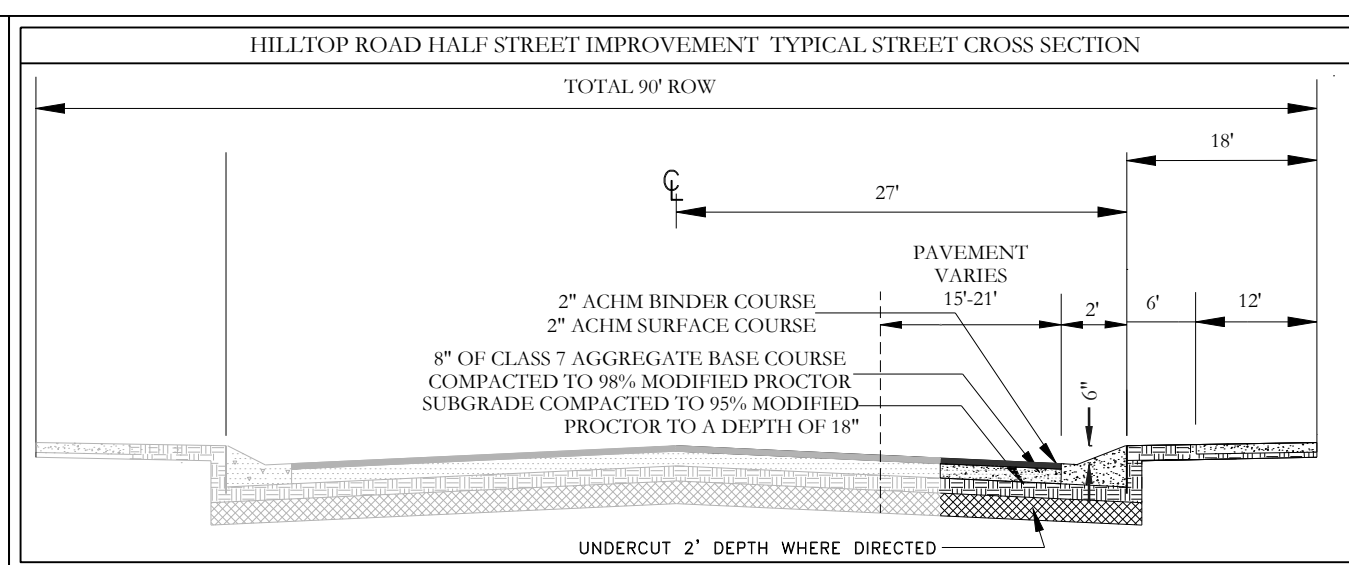 HILLTOP ROAD HALF STREET IMPROVEMENT TYPICAL STREET CROSS SECTION
TOTAL 90' ROW
18'
CL
27'
PAVEMENT
VARIES
15'-21'
2'
6'
12'
2" ACHM BINDER COURSE
2" ACHM SURFACE COURSE
8" OF CLASS 7 AGGREGATE BASE COURSE
COMPACTED TO 98% MODIFIED PROCTOR
SUBGRADE COMPACTED TO 95% MODIFIED
PROCTOR TO A DEPTH OF 18"
6"
UNDERCUT 2' DEPTH WHERE DIRECTED